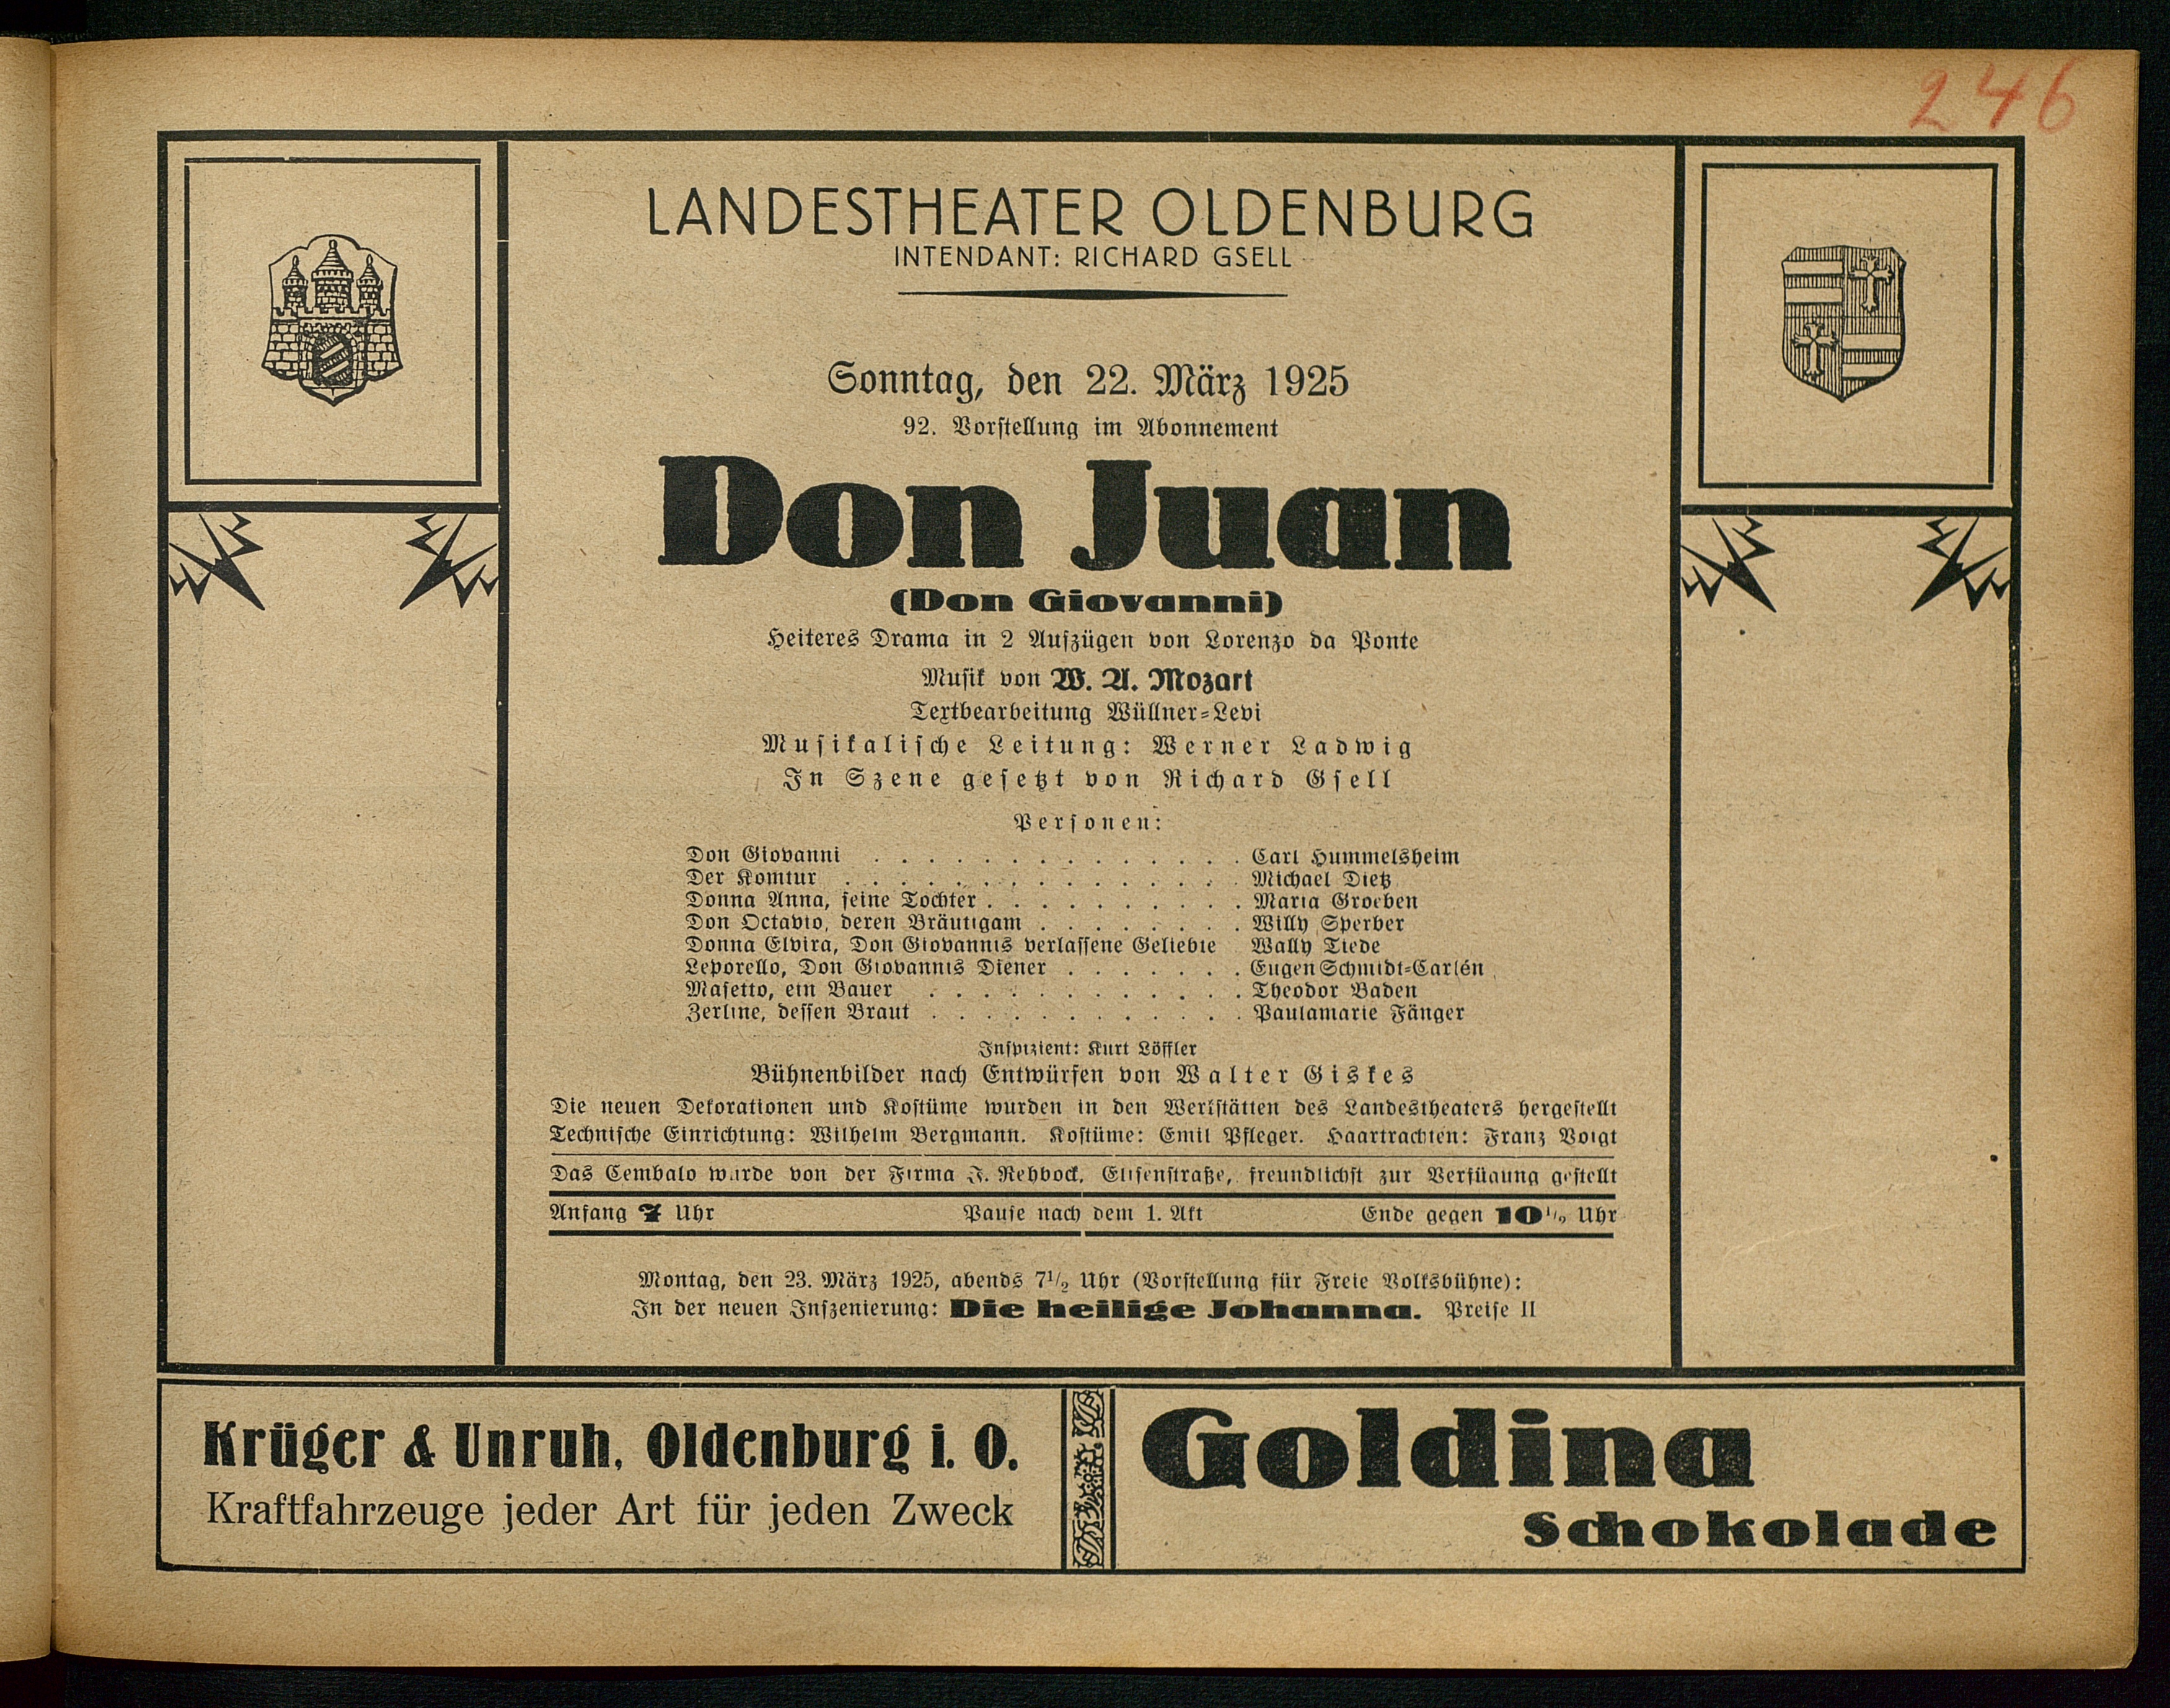 246
LANDESTHEATER OLDENBURG
INTENDANT: RICHARD GSELL
Sonntag, den 22. März 1925
92. Vorstellung im Abonnement
Don Juan
(Don Giovanni)
Heiteres Drama in 2 Aufzügen von Lorenzo da Ponte
Musik von W. A. Mozart
Textbearbeitung Wüllner=Levi
Musikalische Leitung: Werner Ladwig
In Szene gesetzt von Richard Gsell
Personen:
Don Giovanni . . . . . . . . . . . . . . Carl Hummelsheim
Der Komtur . . . . . . . . . . . . . . . Michael Dietz
Donna Anna, seine Tochter . . . . . . . . . . Maria Groeben
Don Octavio, deren Bräutigam . . . . . . . . Willy Sperber
Donna Elvira, Don Giovannis verlassene Geliebte Wally Tiede
Leporello, Don Giovannis Diener . . . . . . . Eugen Schmidt=Carlén
Masetto, ein Bauer . . . . . . . . . . . . Theodor Baden
Zerline, dessen Braut . . . . . . . . . . . . Paulamarie Fänger
Inspizient: Kurt Löffler
Bühnenbilder nach Entwürfen von Walter Giskes
Die neuen Dekorationen und Kostüme wurden in den Werkstätten des Landestheaters hergestellt
Technische Einrichtung: Wilhelm Bergmann. Kostüme: Emil Pfleger. Haartrachten: Franz Voigt
Das Cembalo wurde von der Firma J. Rehbock, Elisenstraße, freundlichst zur Verfügung gestellt
Anfang 7 Uhr Pause nach dem 1. Akt Ende gegen 10 1/2 Uhr
Montag, den 23. März 1925, abends 7 1/2 Uhr (Vorstellung für Freie Volksbühne):
In der neuen Inszenierung: Die heilige Johanna. Preise II
Krüger & Unruh, Oldenburg i. O.
Kraftfahrzeuge jeder Art für jeden Zweck
Goldina
Schokolade